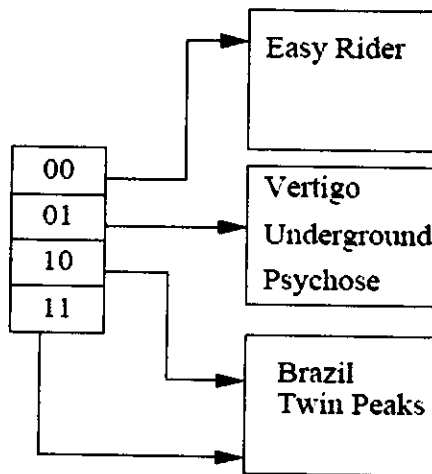 Easy Rider
00
01
10
11
Vertigo
Underground
Psychose
Brazil
Twin Peaks